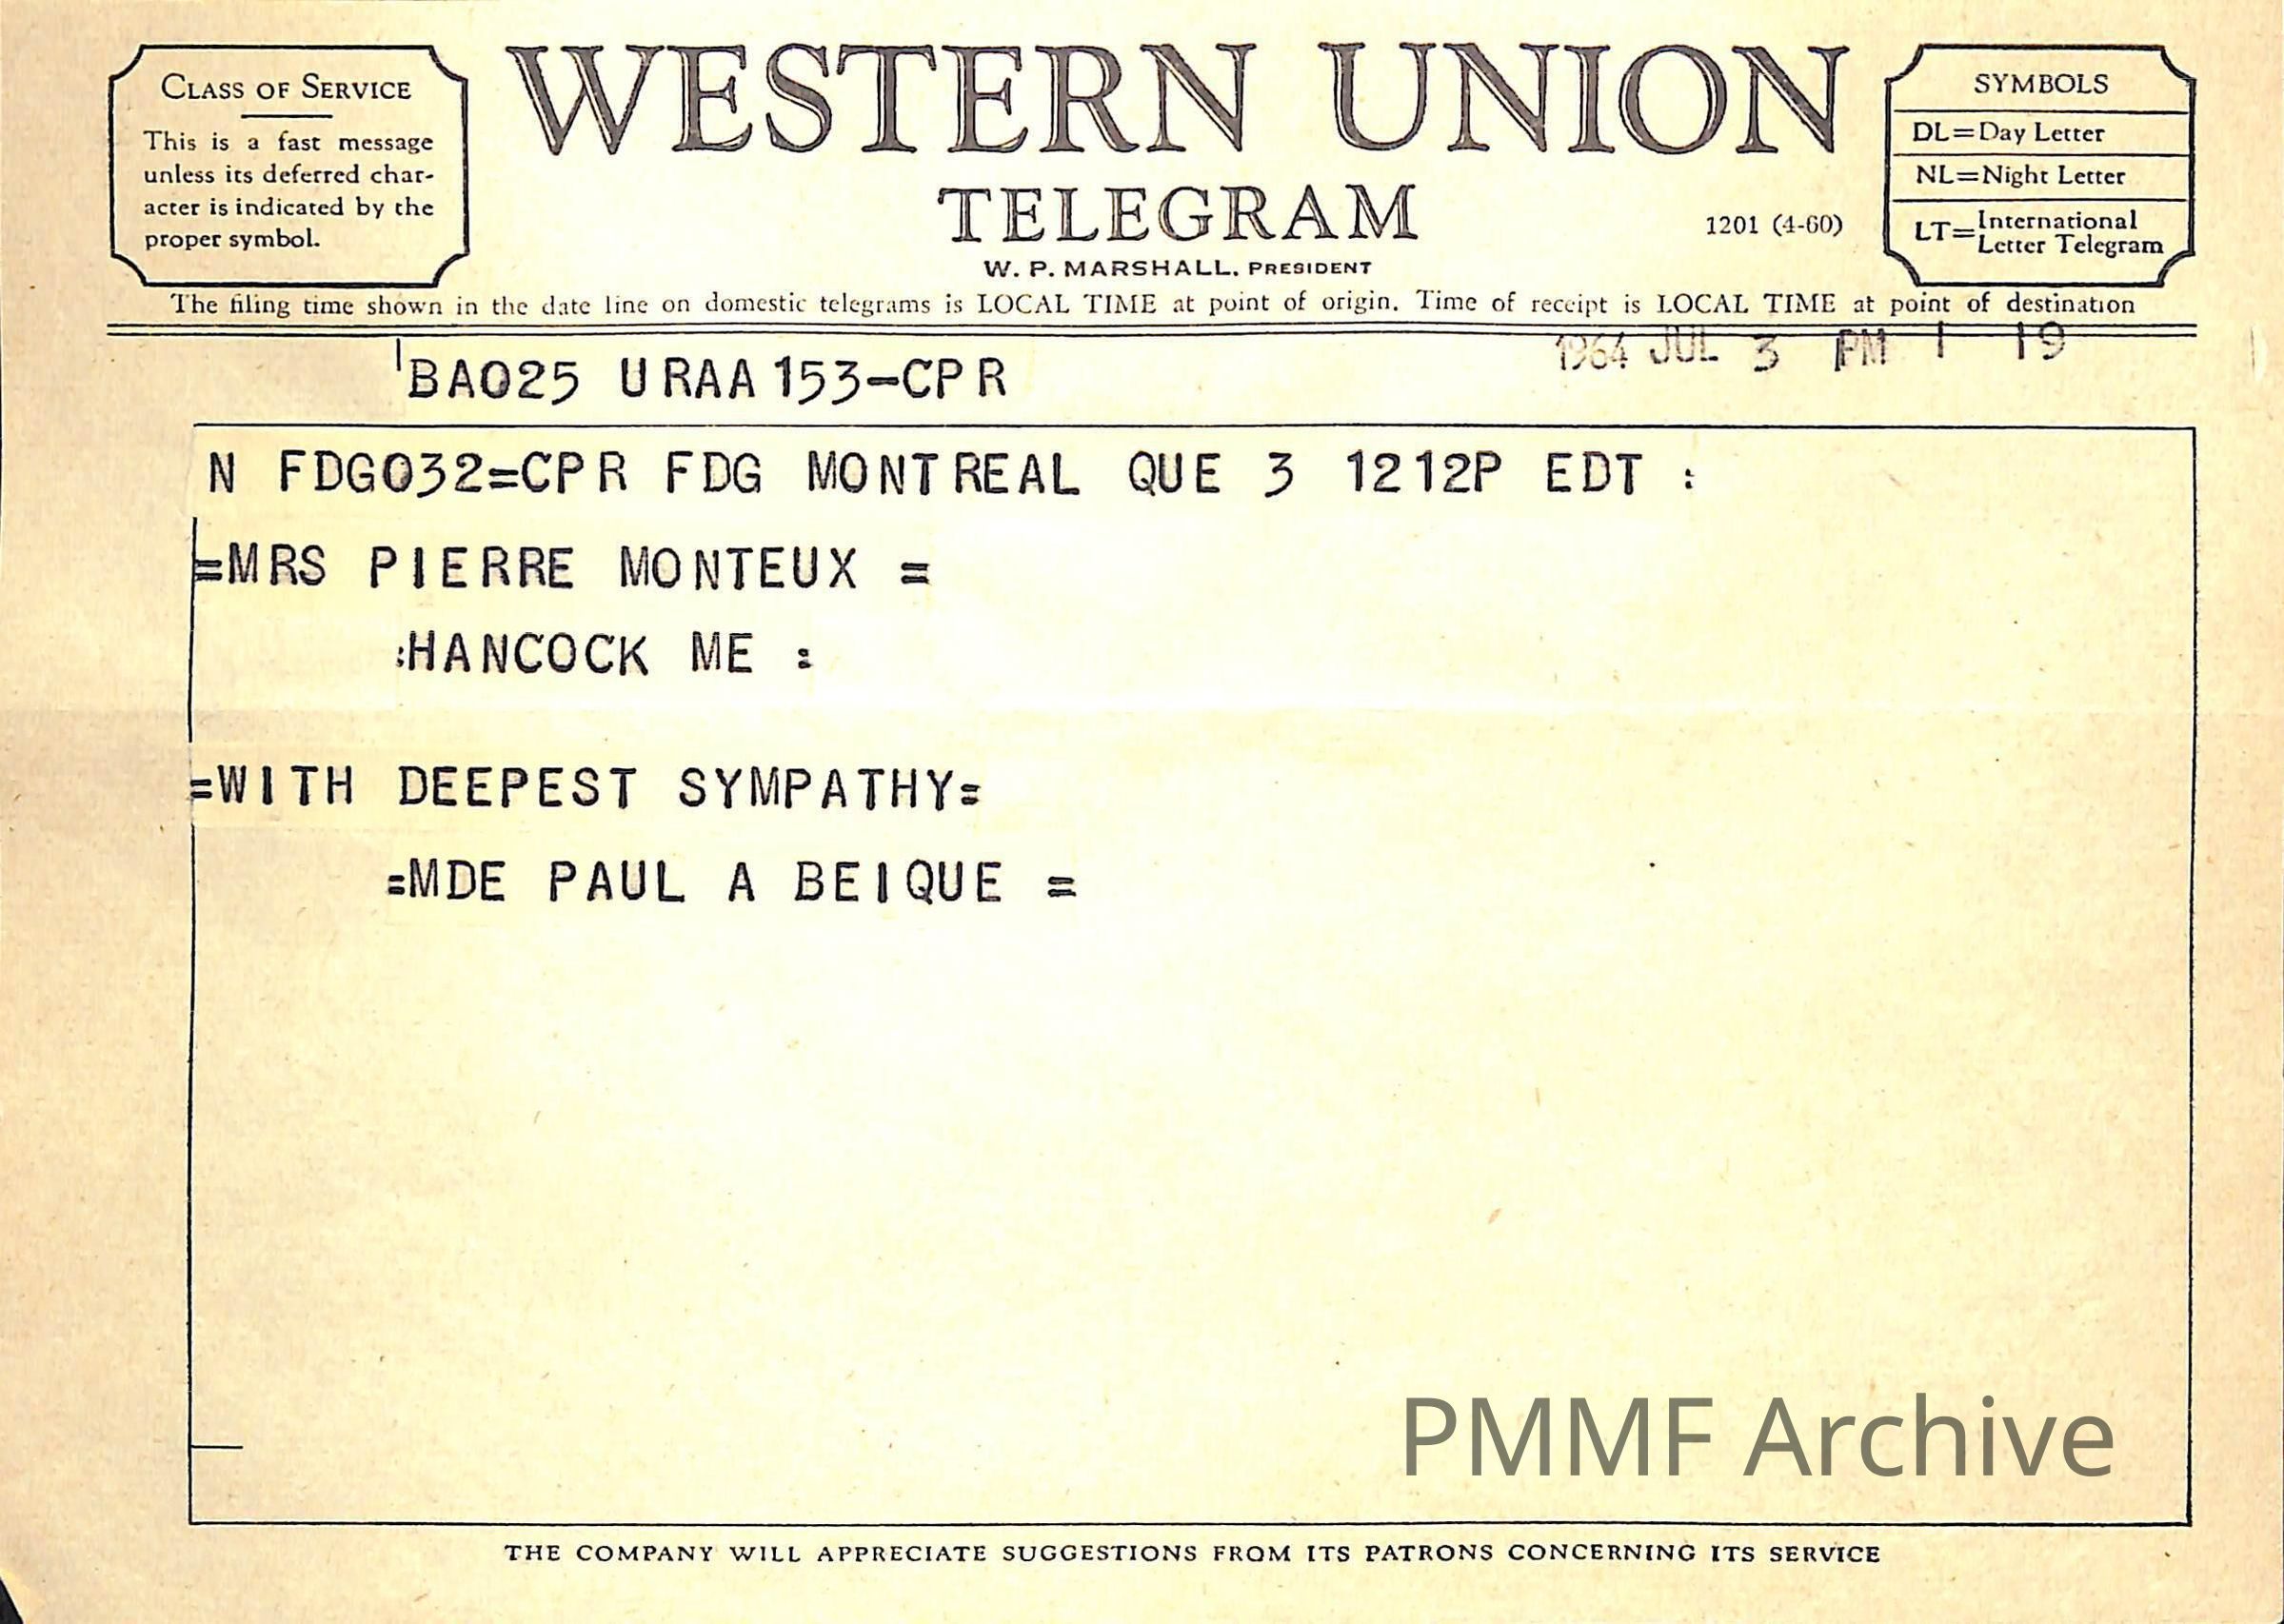 CLASS OF SERVICE
This is a fast message
unless its deferred char-
acter is indicated by the
proper symbol.
WESTERN UNION
TELEGRAM
W. P. MARSHALL, PRESIDENT
1201 (4-60)
SYMBOLS
DL=Day Letter
NL=Night Letter
LT=International
Letter Telegram
The filing time shown in the date line on domestic telegrams is LOCAL TIME at point of origin. Time of receipt is LOCAL TIME at point of destination
1964 JUL 3 PM 1 19
BA025 URAA153-CPR
N FDG032=CPR FDG MONTREAL QUE 3 1212P EDT :
=MRS PIERRE MONTEUX =
:HANCOCK ME :
=WITH DEEPEST SYMPATHY=
=MDE PAUL A BEIQUE =
PMMF Archive
THE COMPANY WILL APPRECIATE SUGGESTIONS FROM ITS PATRONS CONCERNING ITS SERVICE